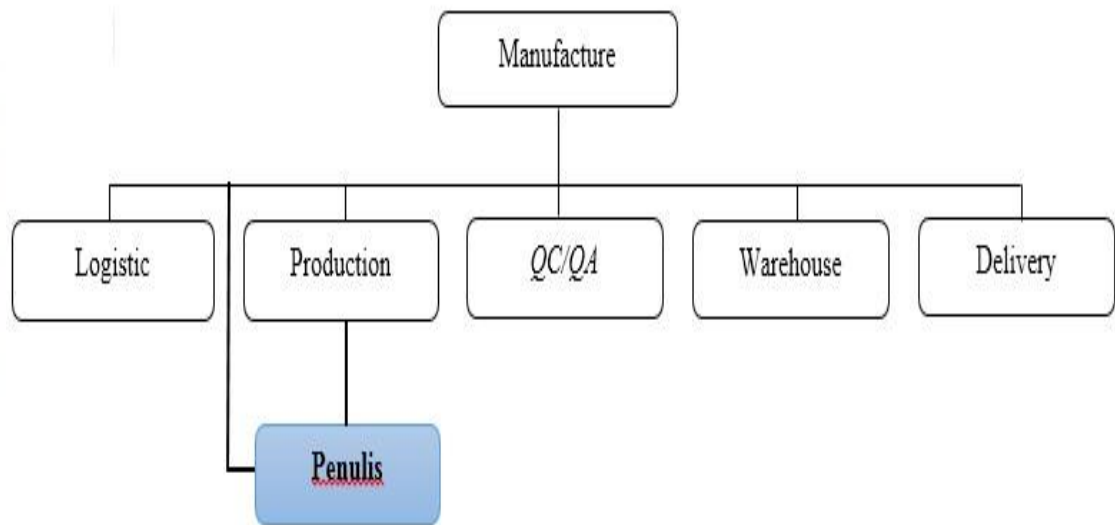 Manufacture
Logistic
Production
QC/QA
Warehouse
Delivery
Penulis